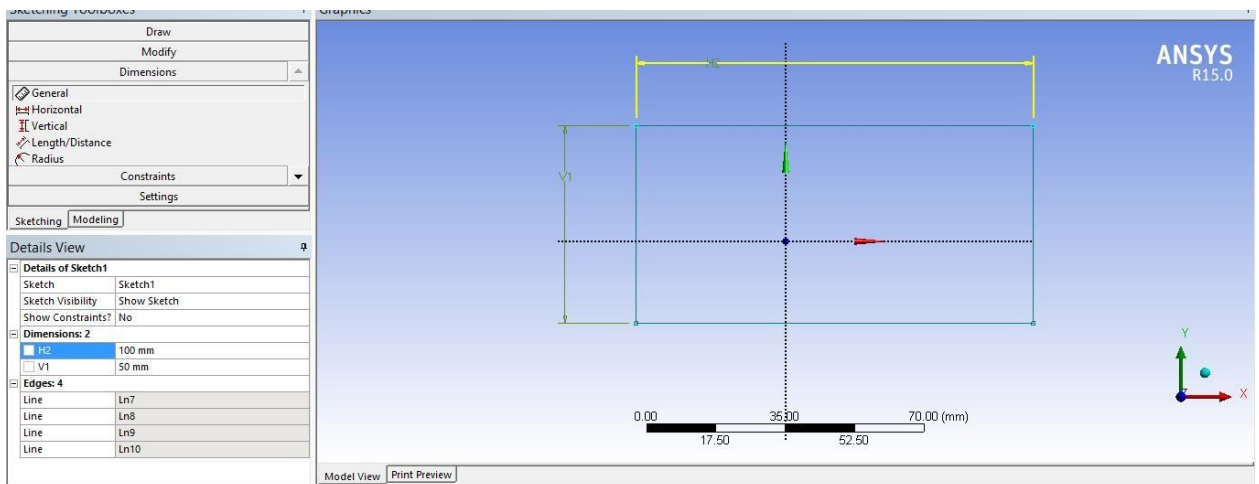 Sketching Toolboxes
Draw
Modify
Dimensions
General
Horizontal
Vertical
Length/Distance
Radius
Constraints
Settings
Sketching Modeling
Details View
Details of Sketch1
Sketch Sketch1
Sketch Visibility Show Sketch
Show Constraints? No
Dimensions: 2
H2 100 mm
V1 50 mm
Edges: 4
Line Ln7
Line Ln8
Line Ln9
Line Ln10
Graphics
ANSYS
R15.0
H2
V1
Y
X
0.00 35.00 70.00 (mm)
17.50 52.50
Model View Print Preview